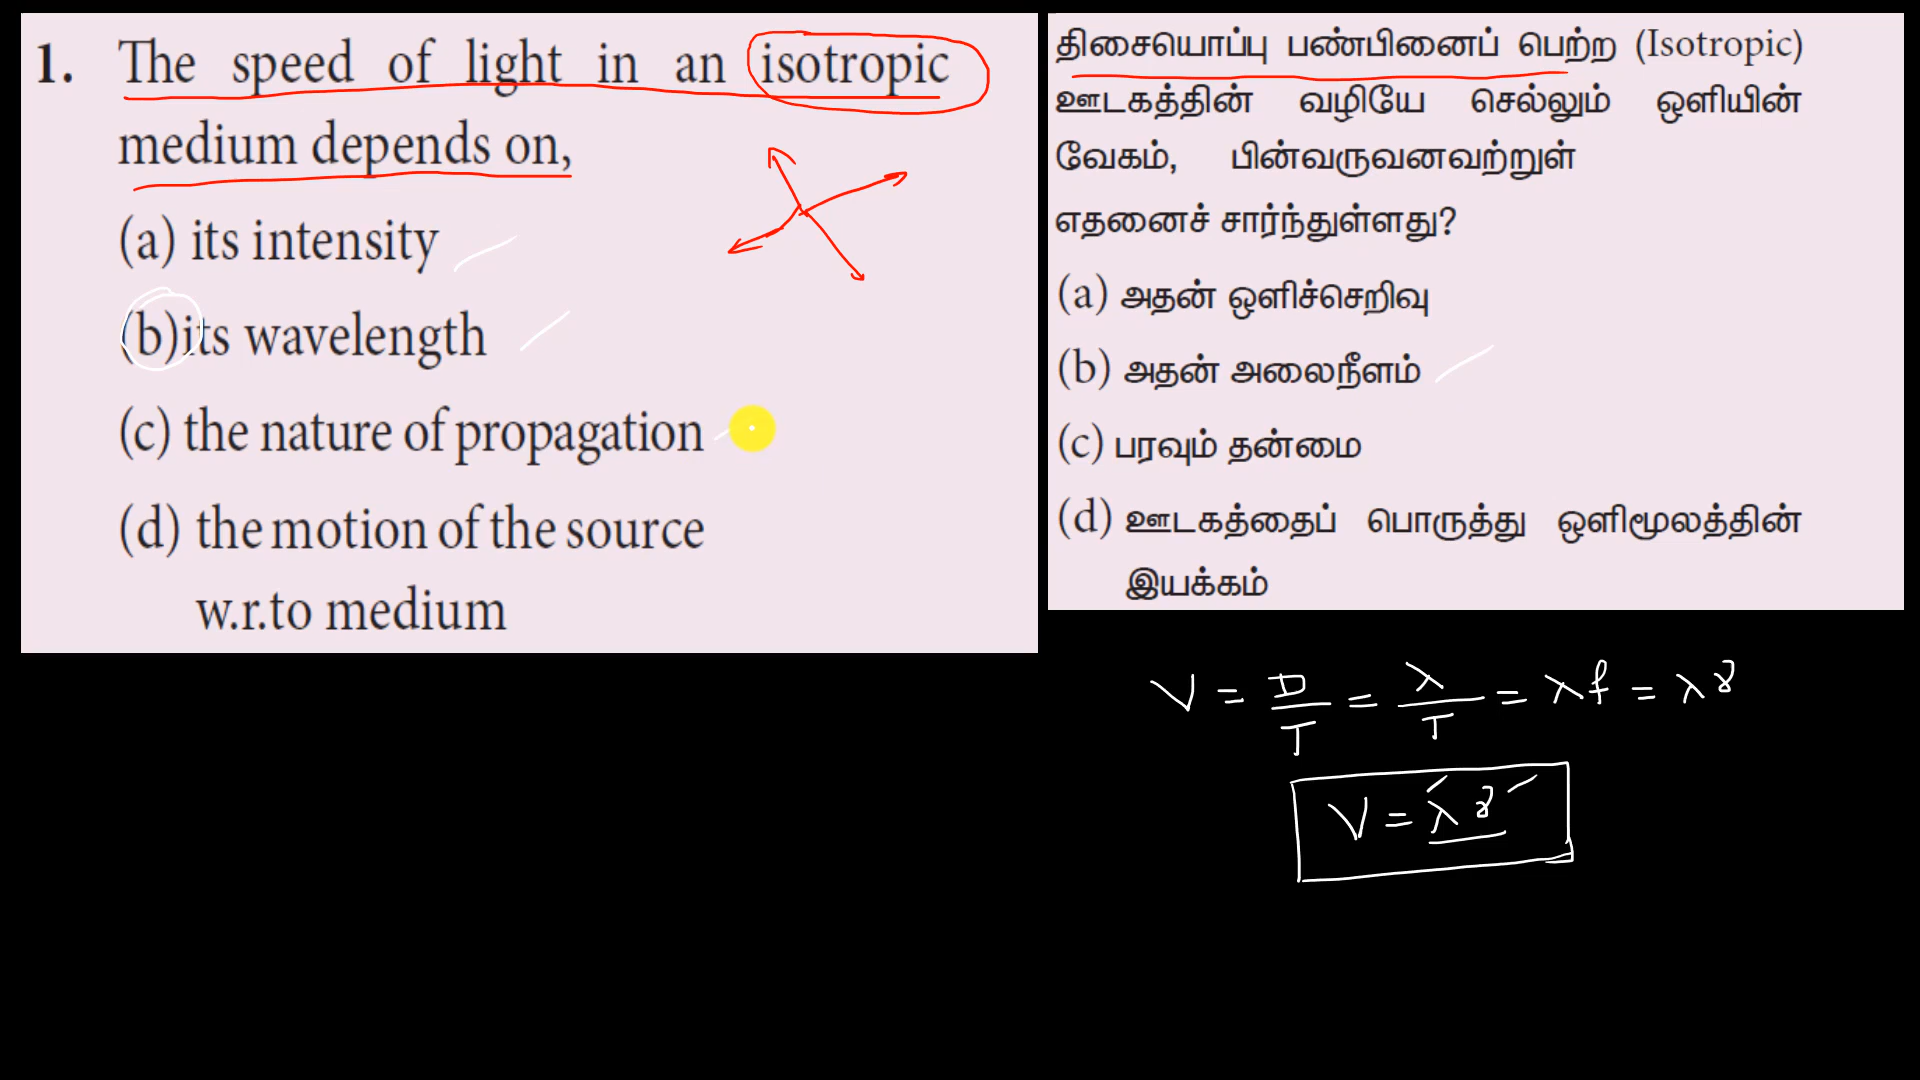 1. The speed of light in an isotropic
medium depends on,
(a) its intensity
(b) its wavelength
(c) the nature of propagation
(d) the motion of the source
w.r.to medium
திசையொப்பு பண்பினைப் பெற்ற (Isotropic)
ஊடகத்தின் வழியே செல்லும் ஒளியின்
வேகம், பின்வருவனவற்றுள்
எதனைச் சார்ந்துள்ளது?
(a) அதன் ஒளிச்செறிவு
(b) அதன் அலைநீளம்
(c) பரவும் தன்மை
(d) ஊடகத்தைப் பொருத்து ஒளிமூலத்தின்
இயக்கம்
V = D/T = λ/T = λf = λγ
V = λγ